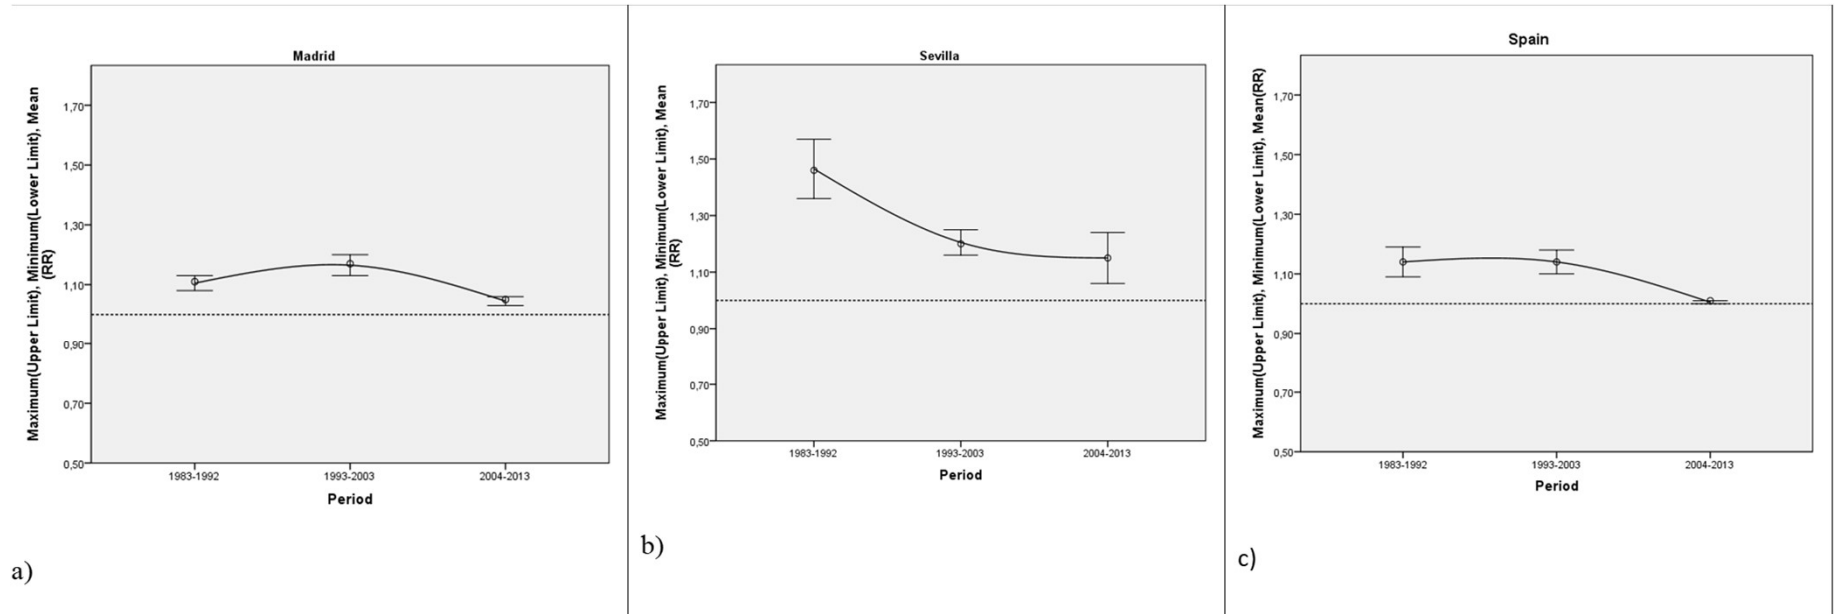 Madrid
Maximum(Upper Limit), Minimum(Lower Limit), Mean
(RR)
1,70
1,50
1,30
1,10
0,90
0,70
0,50
1983-1992
1993-2003
2004-2013
Period
a)
Sevilla
Maximum(Upper Limit), Minimum(Lower Limit), Mean
(RR)
1,70
1,50
1,30
1,10
0,90
0,70
0,50
1983-1992
1993-2003
2004-2013
Period
b)
Spain
Maximum(Upper Limit), Minimum(Lower Limit), Mean(RR)
1,70
1,50
1,30
1,10
0,90
0,70
0,50
1983-1992
1993-2003
2004-2013
Period
c)